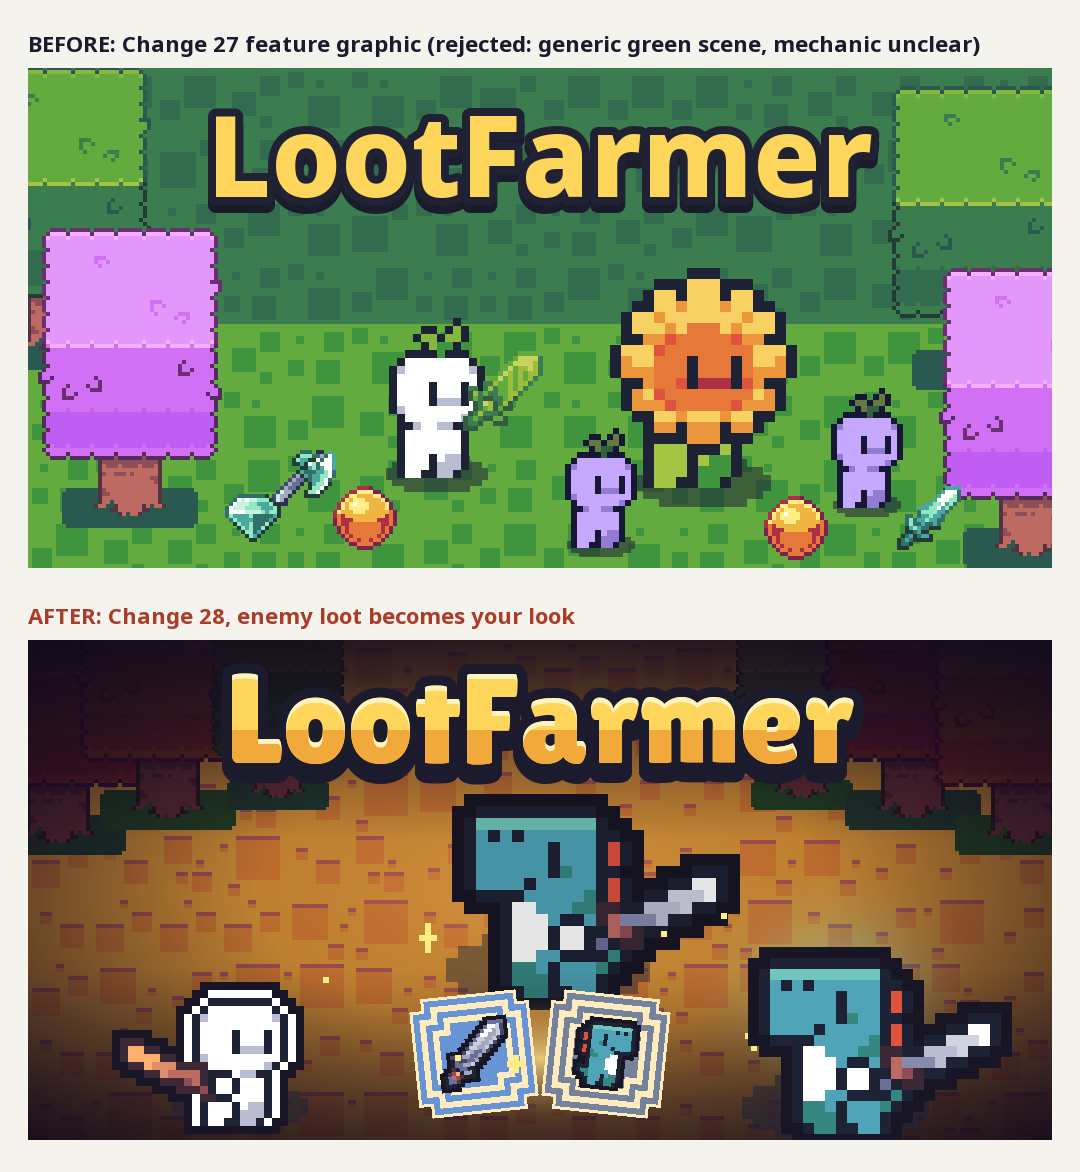 BEFORE: Change 27 feature graphic (rejected: generic green scene, mechanic unclear)
LootFarmer
AFTER: Change 28, enemy loot becomes your look
LootFarmer